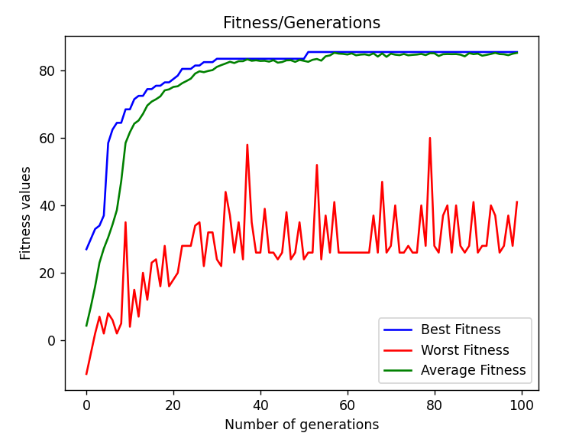 Fitness/Generations
Fitness values
80
60
40
20
0
0 20 40 60 80 100
Number of generations
Best Fitness
Worst Fitness
Average Fitness